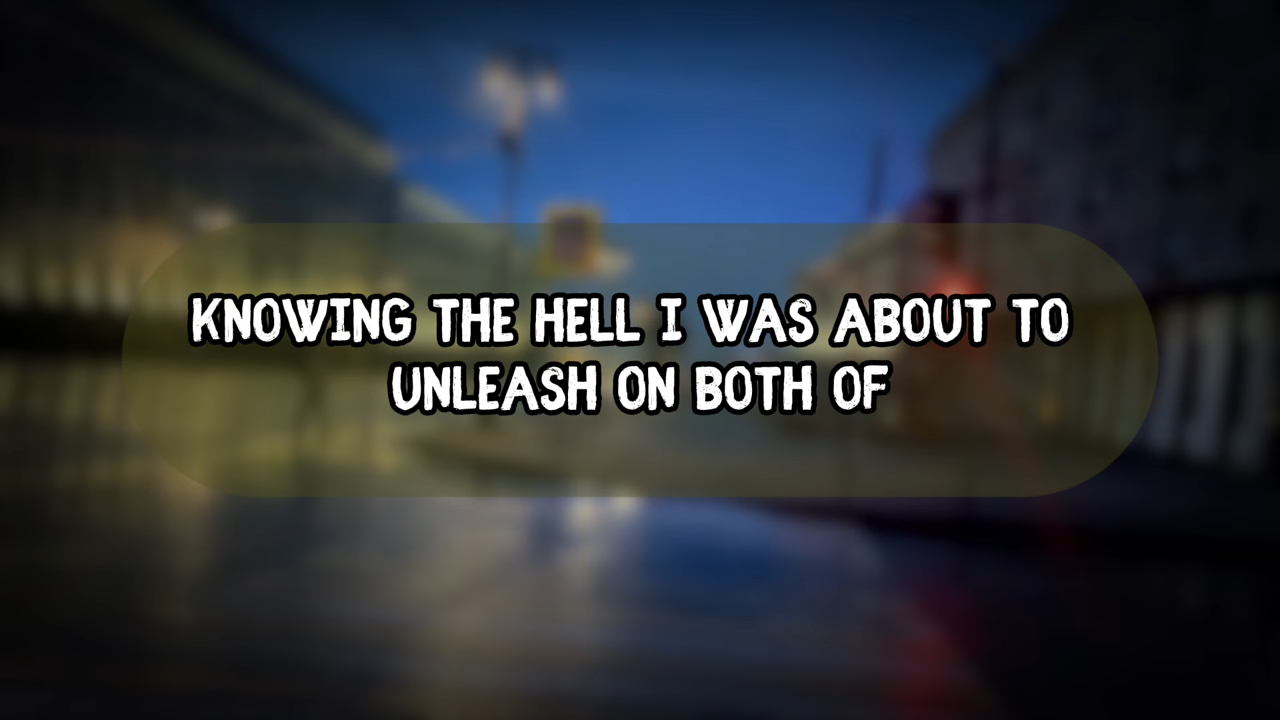 KNOWING THE HELL I WAS ABOUT TO
UNLEASH ON BOTH OF